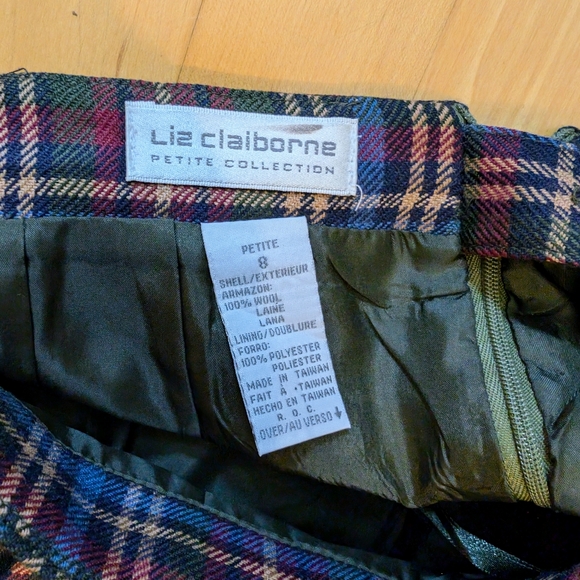 Liz claiborne
PETITE COLLECTION
PETITE
8
SHELL/EXTERIEUR
ARMAZON:
100% WOOL
LAINE
LANA
LINING/DOUBLURE
FORRO:
100% POLYESTER
POLIESTER
MADE IN TAIWAN
FAIT À •TAIWAN
HECHO EN TAIWAN
R. O. C.
OVER/AU VERSO↓